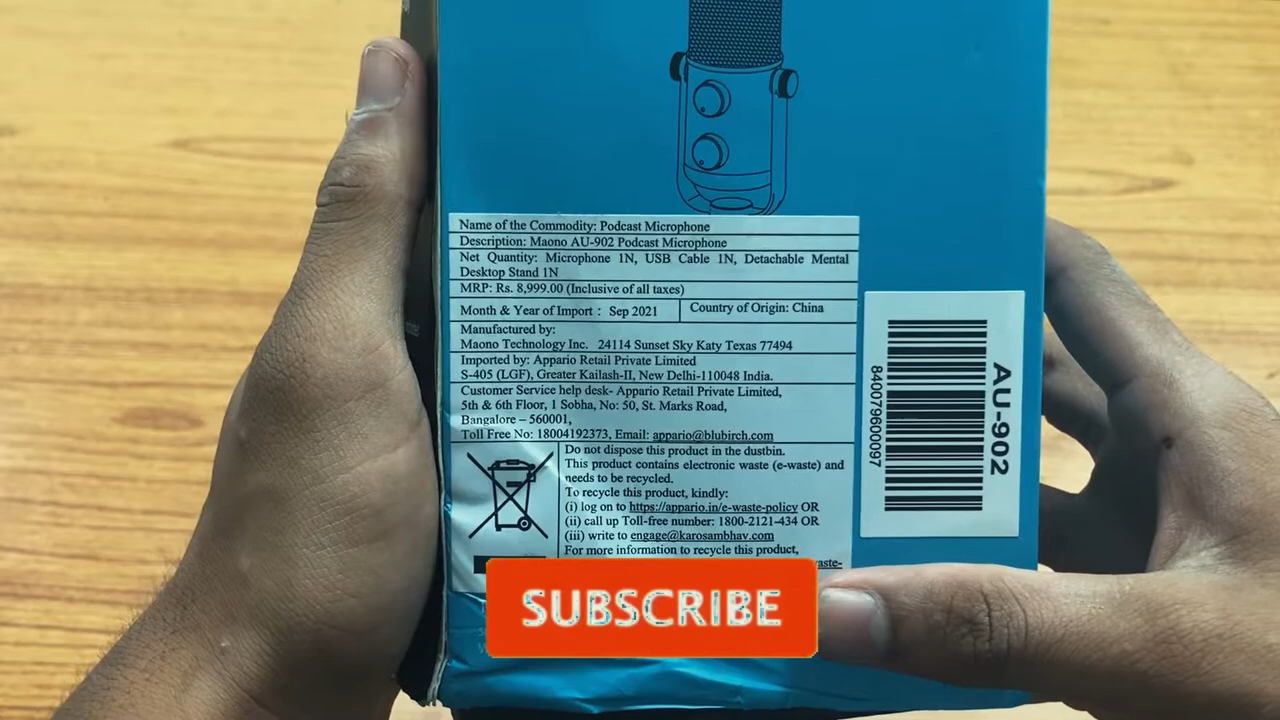 Name of the Commodity: Podcast Microphone
Description: Maono AU-902 Podcast Microphone
Net Quantity: Microphone 1N, USB Cable 1N, Detachable Mental
Desktop Stand 1N
MRP: Rs. 8,999.00 (Inclusive of all taxes)
Month & Year of Import : Sep 2021
Country of Origin: China
Manufactured by:
Maono Technology Inc. 24114 Sunset Sky Katy Texas 77494
Imported by: Appario Retail Private Limited
S-405 (LGF), Greater Kailash-II, New Delhi-110048 India.
Customer Service help desk- Appario Retail Private Limited,
5th & 6th Floor, 1 Sobha, No: 50, St. Marks Road,
Bangalore – 560001,
Toll Free No: 18004192373, Email: appario@blubirch.com
Do not dispose this product in the dustbin.
This product contains electronic waste (e-waste) and
needs to be recycled.
To recycle this product, kindly:
(i) log on to https://appario.in/e-waste-policy OR
(ii) call up Toll-free number: 1800-2121-434 OR
(iii) write to engage@karosambhav.com
For more information to recycle this product,
aste-
AU-902
840079600097
SUBSCRIBE